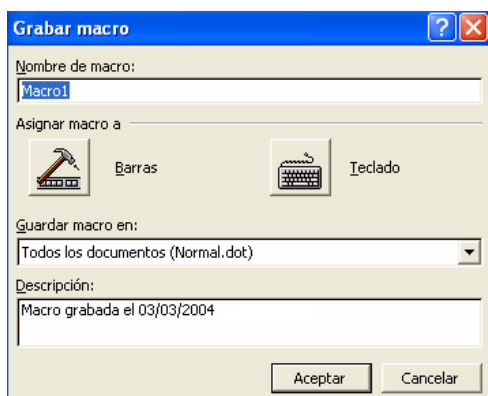 Grabar macro
Nombre de macro:
Macro1
Asignar macro a
Barras
Teclado
Guardar macro en:
Todos los documentos (Normal.dot)
Descripción:
Macro grabada el 03/03/2004
Aceptar
Cancelar